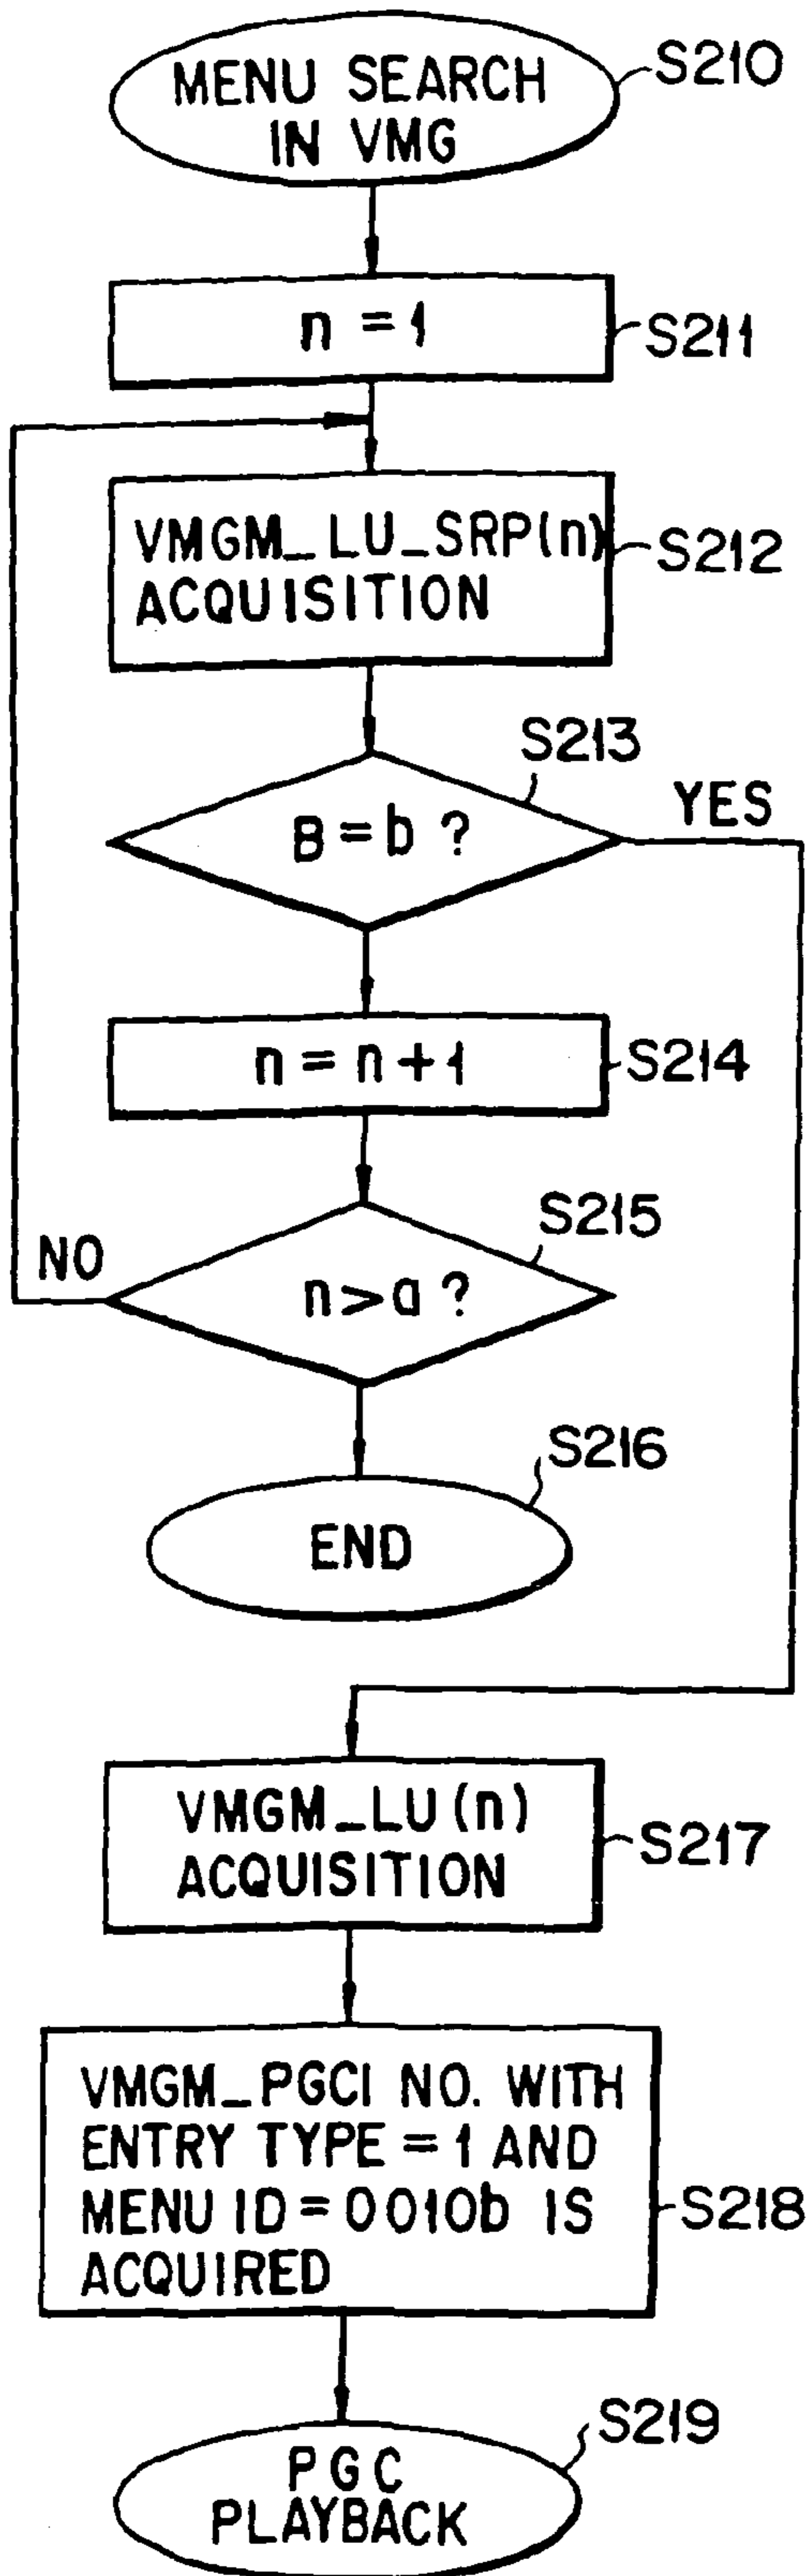 MENU SEARCH
IN VMG
S210
n = 1
S211
VMGM_LU_SRP(n)
ACQUISITION
S212
S213
B = b ?
YES
n = n + 1
S214
S215
NO
n > a ?
S216
END
VMGM_LU (n)
ACQUISITION
S217
VMGM_PGCI NO. WITH
ENTRY TYPE = 1 AND
MENU ID = 0010b IS
ACQUIRED
S218
S219
PGC
PLAYBACK